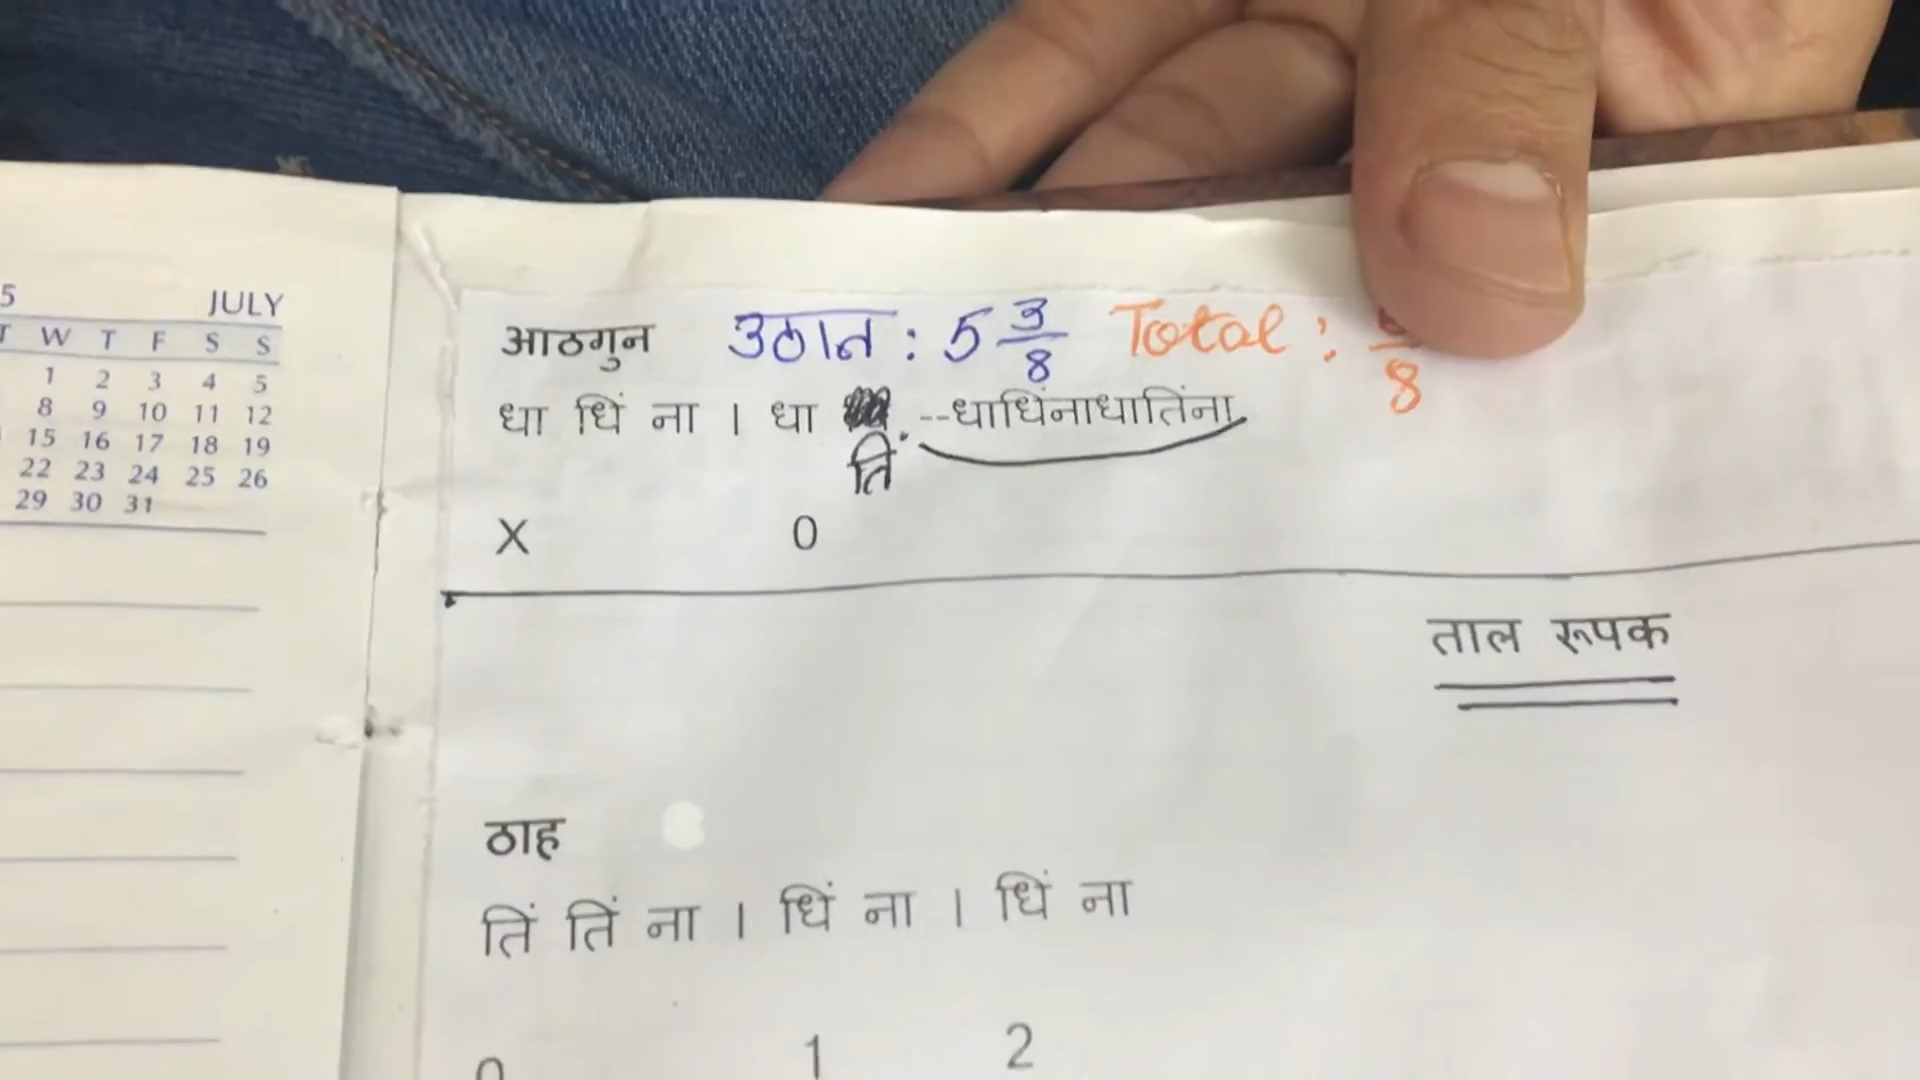 5 JULY
T W T F S S
1 2 3 4 5
8 9 10 11 12
15 16 17 18 19
22 23 24 25 26
29 30 31
आठगुन उठान : 5 3/8 Total : /8
धा धिं ना । धा --धाधिंनाधातिंना
तिं
X 0
ताल रूपक
ठाह
तिं तिं ना । धिं ना । धिं ना
0 1 2